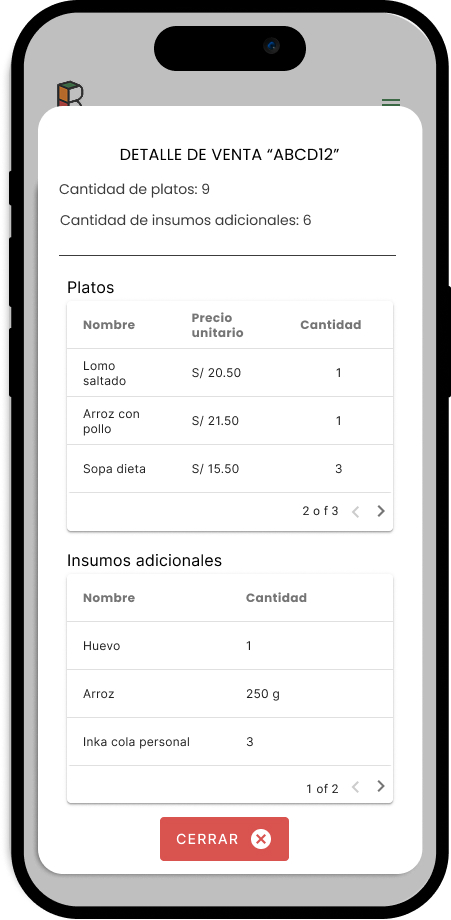 DETALLE DE VENTA “ABCD12”
Cantidad de platos: 9
Cantidad de insumos adicionales: 6
Platos
Nombre Precio unitario Cantidad
Lomo saltado S/ 20.50 1
Arroz con pollo S/ 21.50 1
Sopa dieta S/ 15.50 3
2 o f 3
Insumos adicionales
Nombre Cantidad
Huevo 1
Arroz 250 g
Inka cola personal 3
1 of 2
CERRAR